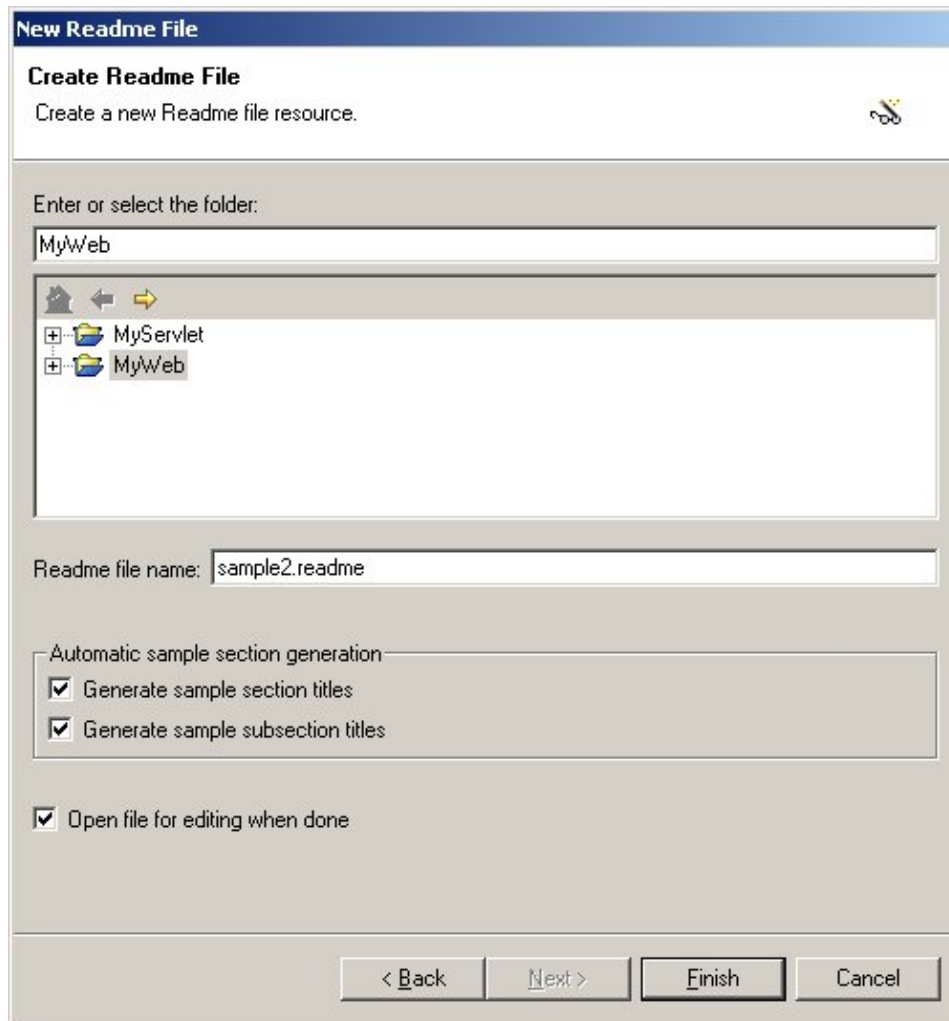 New Readme File
Create Readme File
Create a new Readme file resource.
Enter or select the folder:
MyWeb
MyServlet
MyWeb
Readme file name: sample2.readme
Automatic sample section generation
Generate sample section titles
Generate sample subsection titles
Open file for editing when done
< Back Next > Finish Cancel